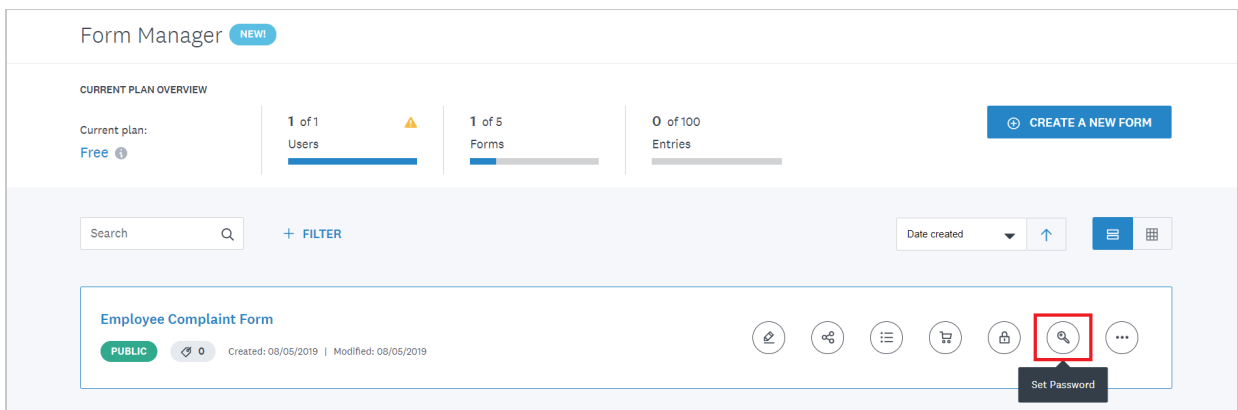 Form Manager NEW!
CURRENT PLAN OVERVIEW
Current plan:
Free
1 of 1
Users
1 of 5
Forms
0 of 100
Entries
CREATE A NEW FORM
Search
+ FILTER
Date created
Employee Complaint Form
PUBLIC 0 Created: 08/05/2019 | Modified: 08/05/2019
Set Password